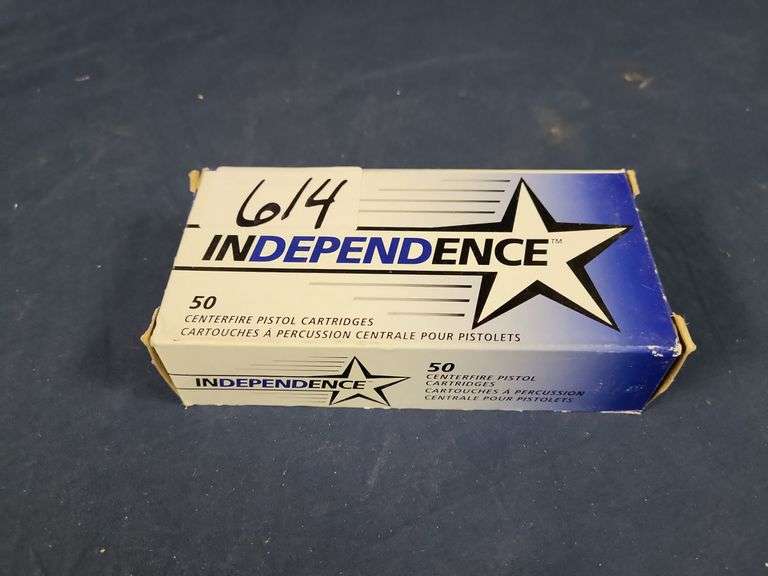 614
INDEPENDENCE™
50
CENTERFIRE PISTOL CARTRIDGES
CARTOUCHES À PERCUSSION CENTRALE POUR PISTOLETS
INDEPENDENCE
50
CENTERFIRE PISTOL
CARTRIDGES
CARTOUCHES À PERCUSSION
CENTRALE POUR PISTOLETS